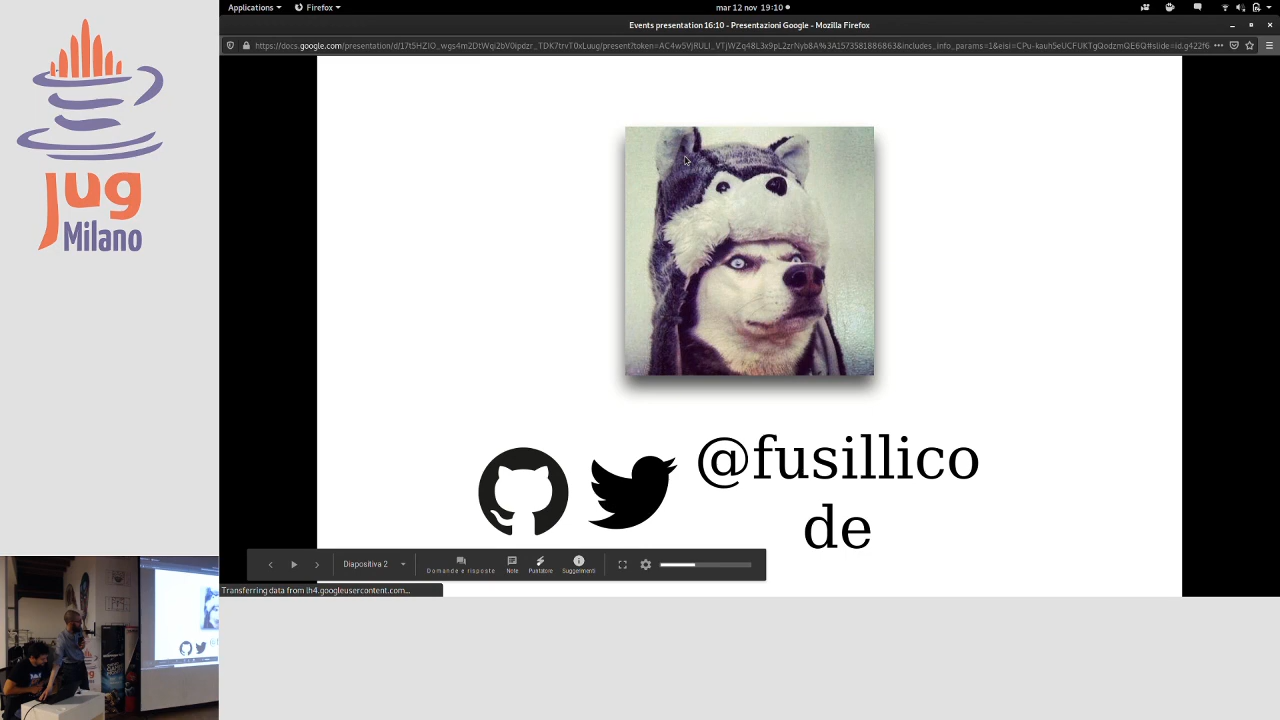 Applications
Firefox
mar 12 nov 19:10
Events presentation 16:10 - Presentazioni Google - Mozilla Firefox
jug
Milano
@fusillico
de
Diapositiva 2
Domande e risposte
Note
Puntatore
Suggerimenti
Transferring data from lh4.googleusercontent.com...